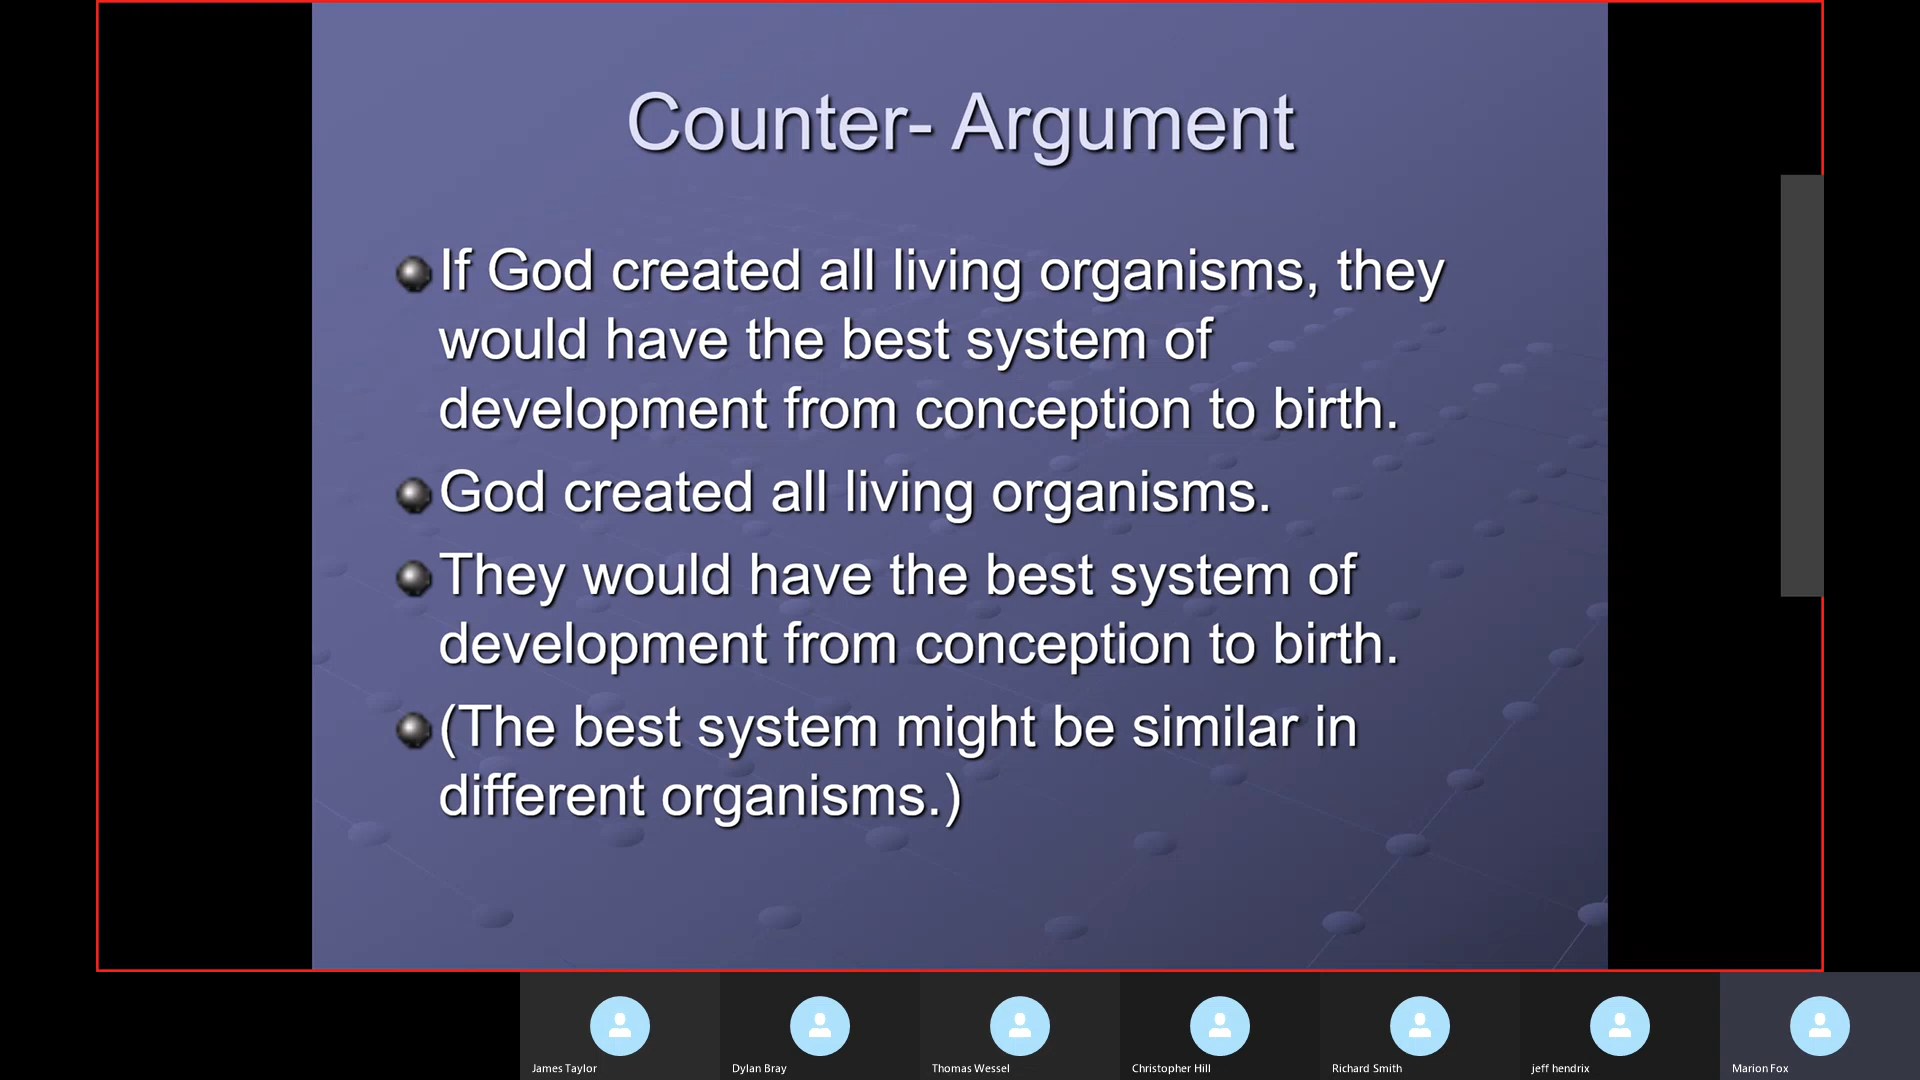 Counter- Argument
If God created all living organisms, they
would have the best system of
development from conception to birth.
God created all living organisms.
They would have the best system of
development from conception to birth.
(The best system might be similar in
different organisms.)
James Taylor
Dylan Bray
Thomas Wessel
Christopher Hill
Richard Smith
jeff hendrix
Marion Fox